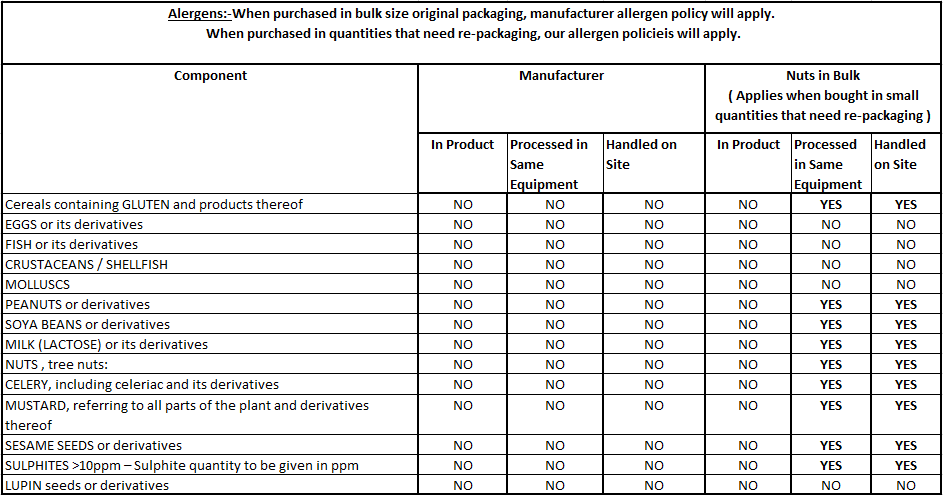 Alergens:-When purchased in bulk size original packaging, manufacturer allergen policy will apply.
When purchased in quantities that need re-packaging, our allergen policieis will apply.
Component Manufacturer Nuts in Bulk
( Applies when bought in small
quantities that need re-packaging )
In Product Processed in Same Equipment Handled on Site In Product Processed in Same Equipment Handled on Site
Cereals containing GLUTEN and products thereof NO NO NO NO YES YES
EGGS or its derivatives NO NO NO NO NO NO
FISH or its derivatives NO NO NO NO NO NO
CRUSTACEANS / SHELLFISH NO NO NO NO NO NO
MOLLUSCS NO NO NO NO NO NO
PEANUTS or derivatives NO NO NO NO YES YES
SOYA BEANS or derivatives NO NO NO NO YES YES
MILK (LACTOSE) or its derivatives NO NO NO NO YES YES
NUTS , tree nuts: NO NO NO NO YES YES
CELERY, including celeriac and its derivatives NO NO NO NO YES YES
MUSTARD, referring to all parts of the plant and derivatives NO NO NO NO YES YES
thereof
SESAME SEEDS or derivatives NO NO NO NO YES YES
SULPHITES >10ppm – Sulphite quantity to be given in ppm NO NO NO NO YES YES
LUPIN seeds or derivatives NO NO NO NO NO NO